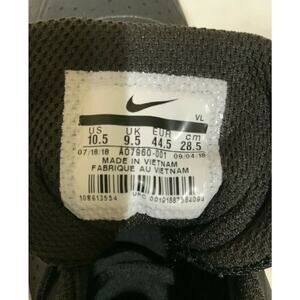 VL
US UK EUR cm
10.5 9.5 44.5 28.5
07/18/18 AO7960-001 09/04/18
MADE IN VIETNAM
FABRIQUE AU VIETNAM